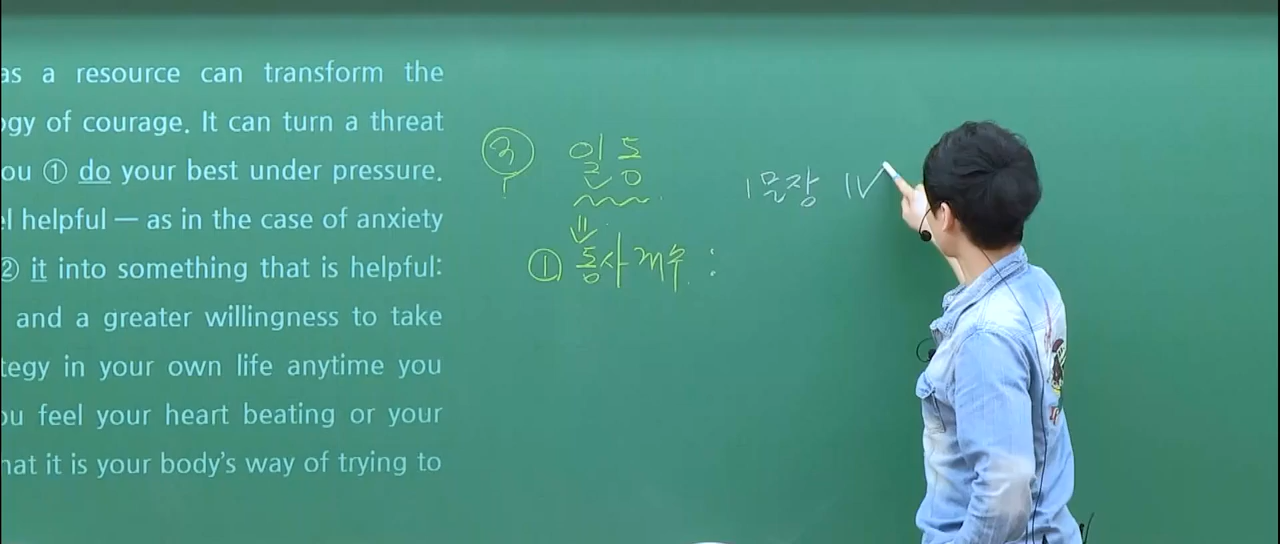 as a resource can transform the
ogy of courage. It can turn a threat
ou ① do your best under pressure.
el helpful — as in the case of anxiety
② it into something that is helpful:
and a greater willingness to take
tegy in your own life anytime you
ou feel your heart beating or your
hat it is your body's way of trying to
③ 일동
① 동사개수 :
1문장 1V